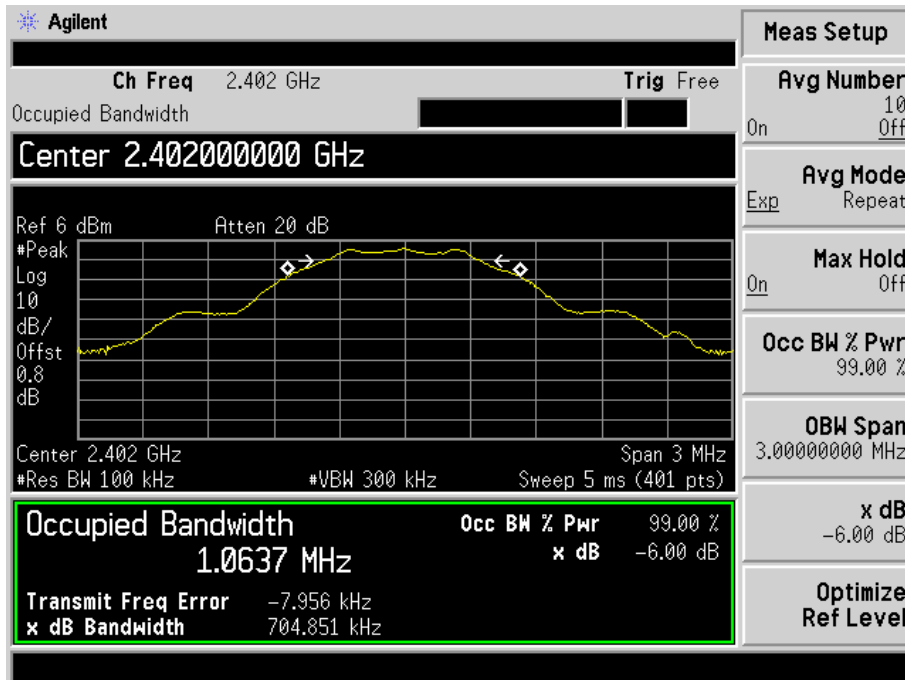 Agilent
Meas Setup
Ch Freq 2.402 GHz Trig Free
Occupied Bandwidth
Avg Number
10
On Off
Center 2.402000000 GHz
Avg Mode
Exp Repeat
Ref 6 dBm Atten 20 dB
#Peak
Log
10
dB/
Offst
0.8
dB
Max Hold
On Off
Occ BW % Pwr
99.00 %
Center 2.402 GHz Span 3 MHz
#Res BW 100 kHz #VBW 300 kHz Sweep 5 ms (401 pts)
OBW Span
3.00000000 MHz
Occupied Bandwidth Occ BW % Pwr 99.00 %
1.0637 MHz x dB -6.00 dB
x dB
-6.00 dB
Transmit Freq Error -7.956 kHz
x dB Bandwidth 704.851 kHz
Optimize
Ref Level